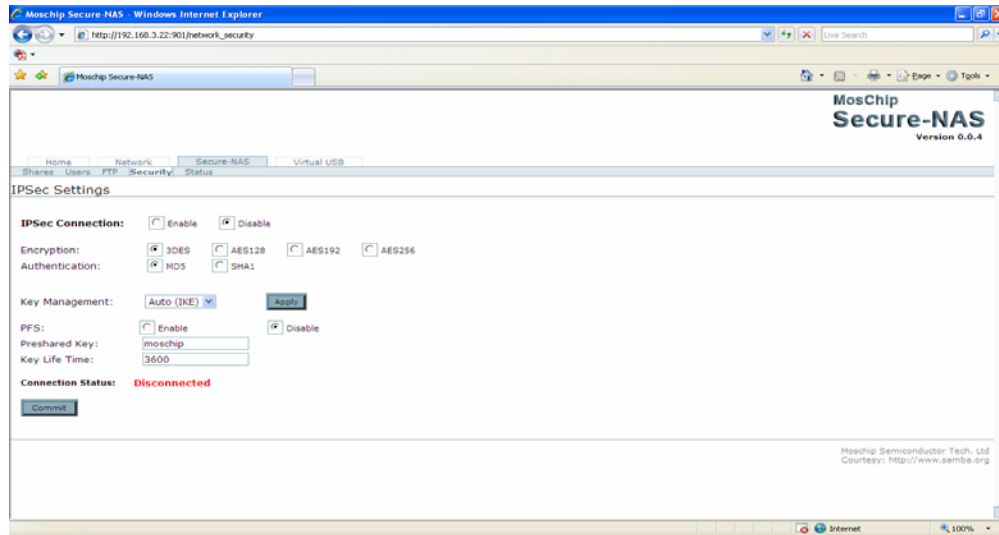 Moschip Secure-NAS - Windows Internet Explorer
http://192.168.3.22:901/network_security
Live Search
Moschip Secure-NAS
Page
Tools
MosChip
Secure-NAS
Version 0.0.4
Home Network Secure-NAS Virtual USB
Shares Users FTP Security Status
IPSec Settings
IPSec Connection: Enable Disable
Encryption: 3DES AES128 AES192 AES256
Authentication: MD5 SHA1
Key Management: Auto (IKE) Apply
PFS: Enable Disable
Preshared Key: moschip
Key Life Time: 3600
Connection Status: Disconnected
Commit
Moschip Semiconductor Tech. Ltd
Courtesy: http://www.samba.org
Internet 100%